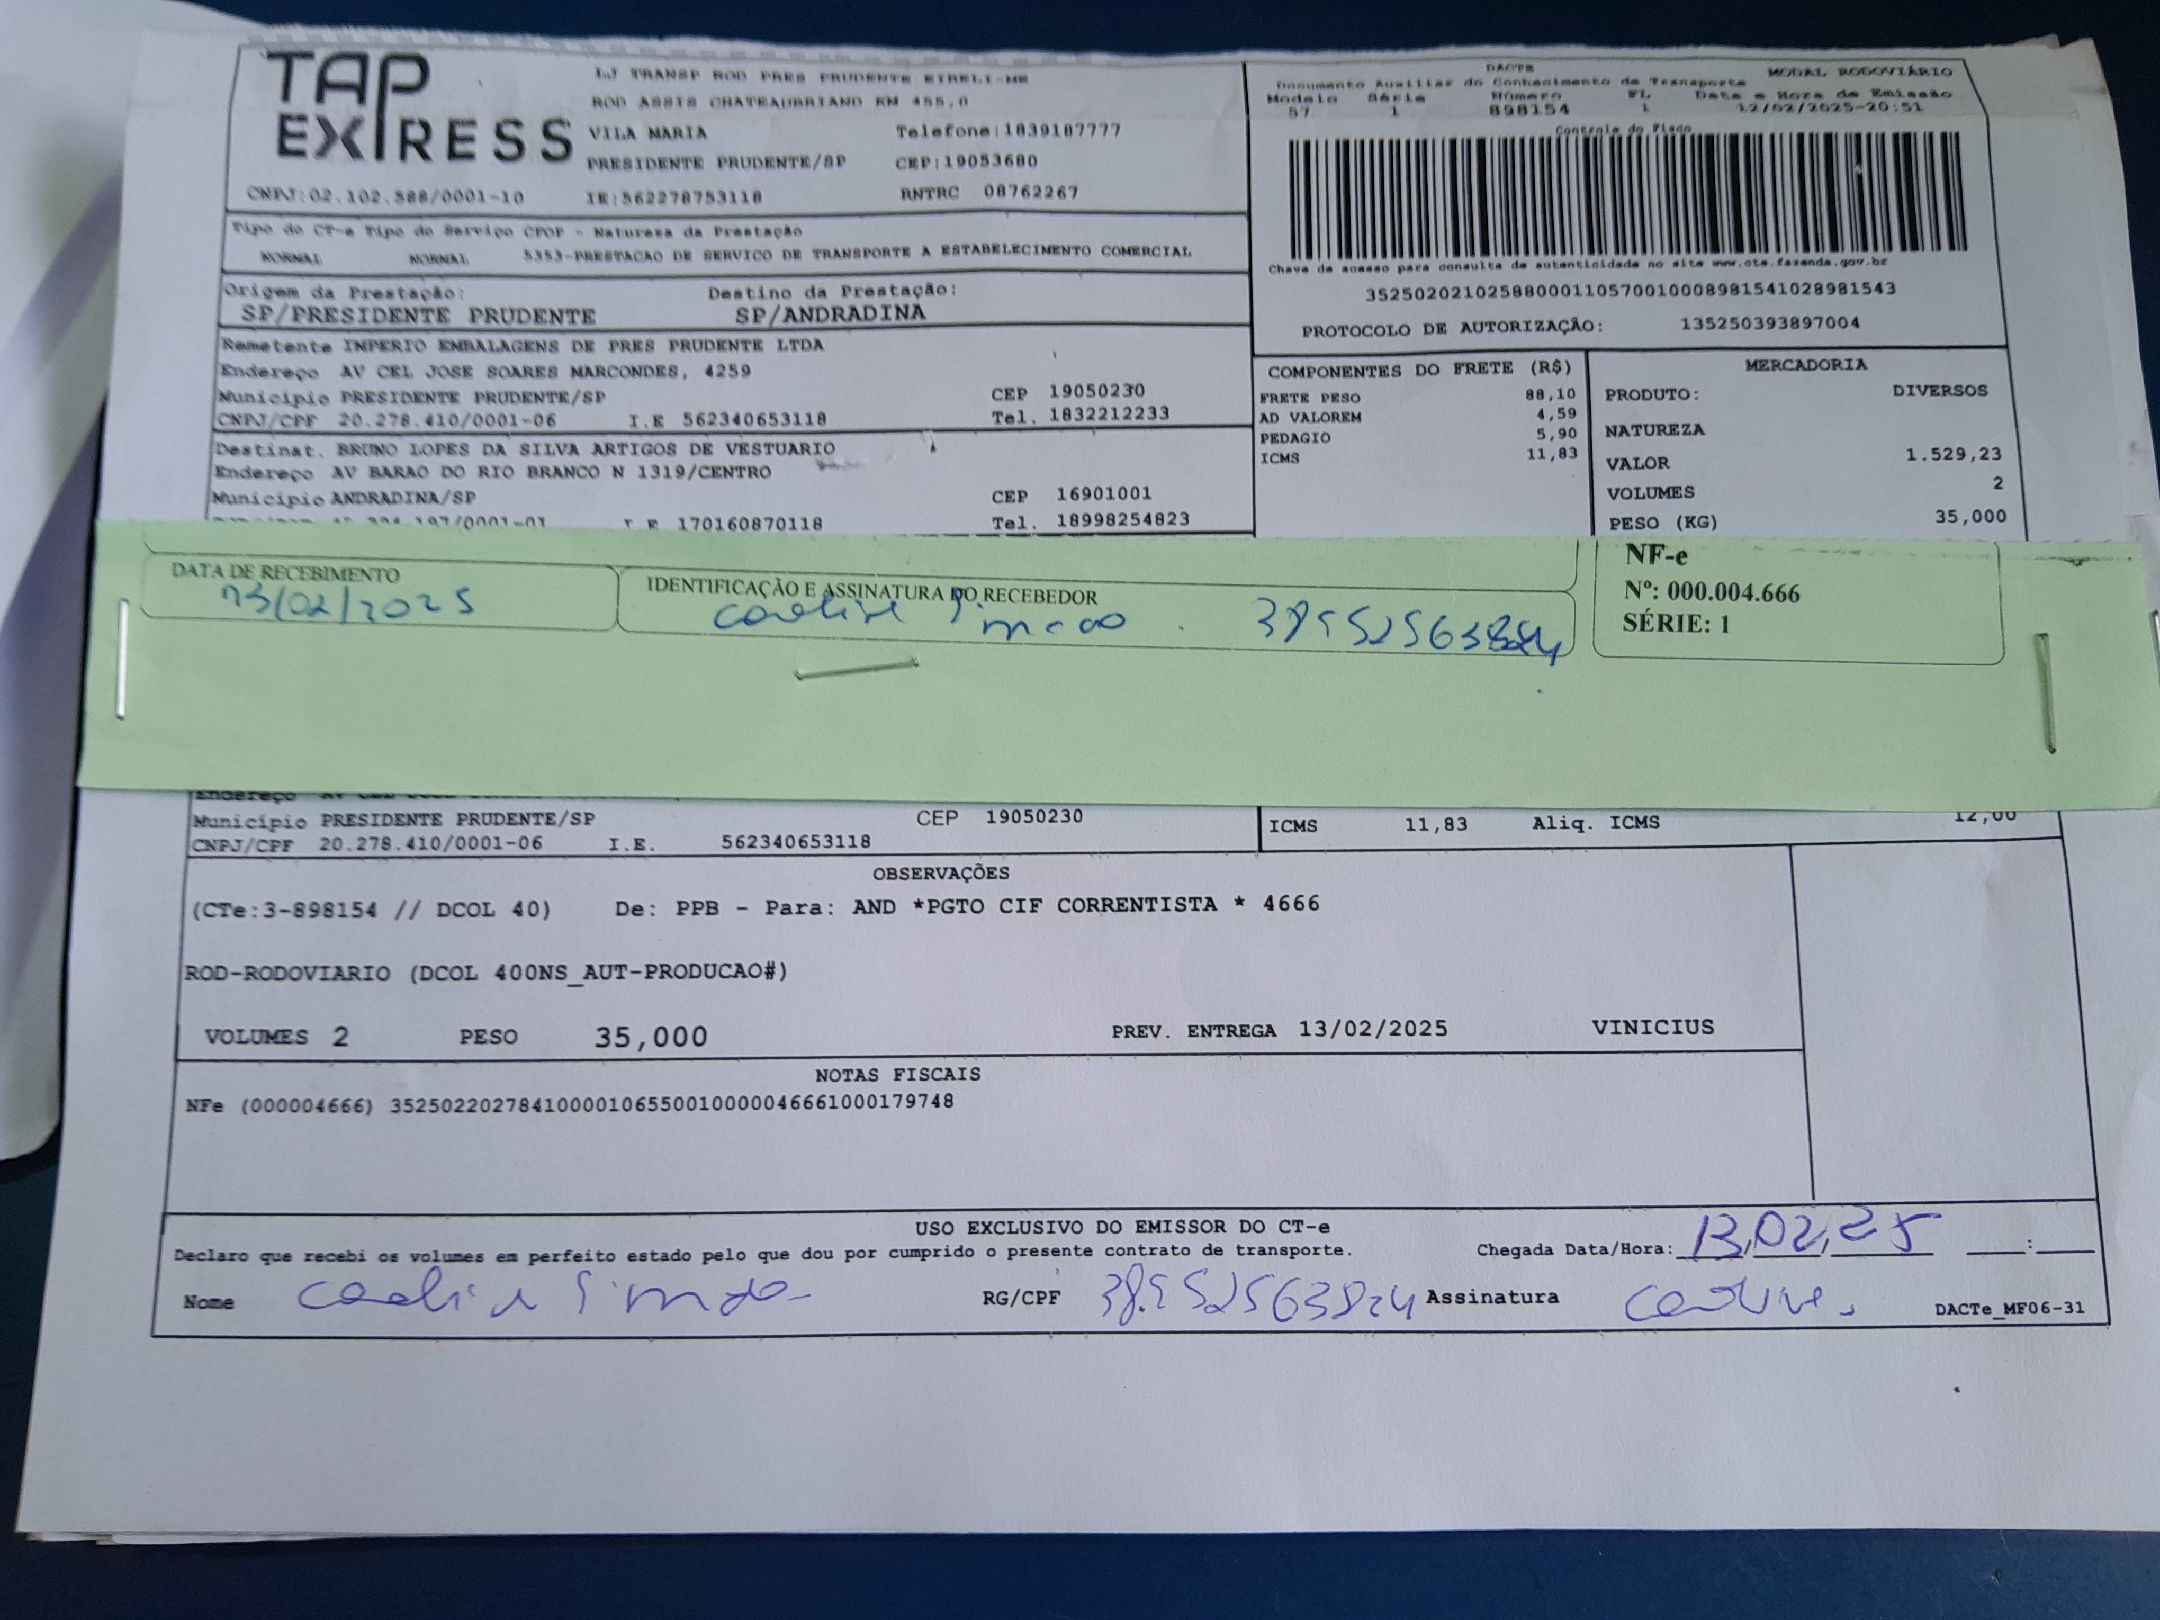 TAP EXPRESS
LJ TRANSP ROD PRES PRUDENTE EIRELI-ME
ROD ASSIS CHATEAUBRIAND KM 455,0
VILA MARIA Telefone:1839187777
PRESIDENTE PRUDENTE/SP CEP:19053680
CNPJ:02.102.588/0001-10 IE:562278753118 RNTRC 08762267
DACTE
Documento Auxiliar do Conhecimento de Transporte MODAL RODOVIÁRIO
Modelo Série Número FL Data e Hora de Emissão
57 1 898154 1 12/02/2025-20:51
Controle do Fisco
Chave de acesso para consulta de autenticidade no site www.cte.fazenda.gov.br
35250202102588000110570010008981541028981543
PROTOCOLO DE AUTORIZAÇÃO: 135250393897004
Tipo do CT-e Tipo do Serviço CFOP - Natureza da Prestação
NORMAL NORMAL 5353-PRESTACAO DE SERVICO DE TRANSPORTE A ESTABELECIMENTO COMERCIAL
Origem da Prestação: Destino da Prestação:
SP/PRESIDENTE PRUDENTE SP/ANDRADINA
Remetente IMPERIO EMBALAGENS DE PRES PRUDENTE LTDA
Endereço AV CEL JOSE SOARES MARCONDES, 4259
Município PRESIDENTE PRUDENTE/SP CEP 19050230
CNPJ/CPF 20.278.410/0001-06 I.E 562340653118 Tel. 1832212233
Destinat. BRUNO LOPES DA SILVA ARTIGOS DE VESTUARIO
Endereço AV BARAO DO RIO BRANCO N 1319/CENTRO
Município ANDRADINA/SP CEP 16901001
170160870118 Tel. 18998254823
COMPONENTES DO FRETE (R$)
FRETE PESO 88,10
AD VALOREM 4,59
PEDAGIO 5,90
ICMS 11,83
MERCADORIA
PRODUTO: DIVERSOS
NATUREZA
VALOR 1.529,23
VOLUMES 2
PESO (KG) 35,000
DATA DE RECEBIMENTO
13/02/2025
IDENTIFICAÇÃO E ASSINATURA DO RECEBEDOR
38952563824
NF-e
Nº: 000.004.666
SÉRIE: 1
Endereço
Município PRESIDENTE PRUDENTE/SP CEP 19050230
CNPJ/CPF 20.278.410/0001-06 I.E. 562340653118
ICMS 11,83 Aliq. ICMS 12,00
OBSERVAÇÕES
(CTe:3-898154 // DCOL 40) De: PPB - Para: AND *PGTO CIF CORRENTISTA * 4666
ROD-RODOVIARIO (DCOL 400NS_AUT-PRODUCAO#)
VOLUMES 2 PESO 35,000 PREV. ENTREGA 13/02/2025 VINICIUS
NOTAS FISCAIS
NFe (000004666) 35250220278410000106550010000046661000179748
USO EXCLUSIVO DO EMISSOR DO CT-e
Declaro que recebi os volumes em perfeito estado pelo que dou por cumprido o presente contrato de transporte. Chegada Data/Hora: 13,02,25 :
Nome RG/CPF 38952563824 Assinatura DACTe_MF06-31